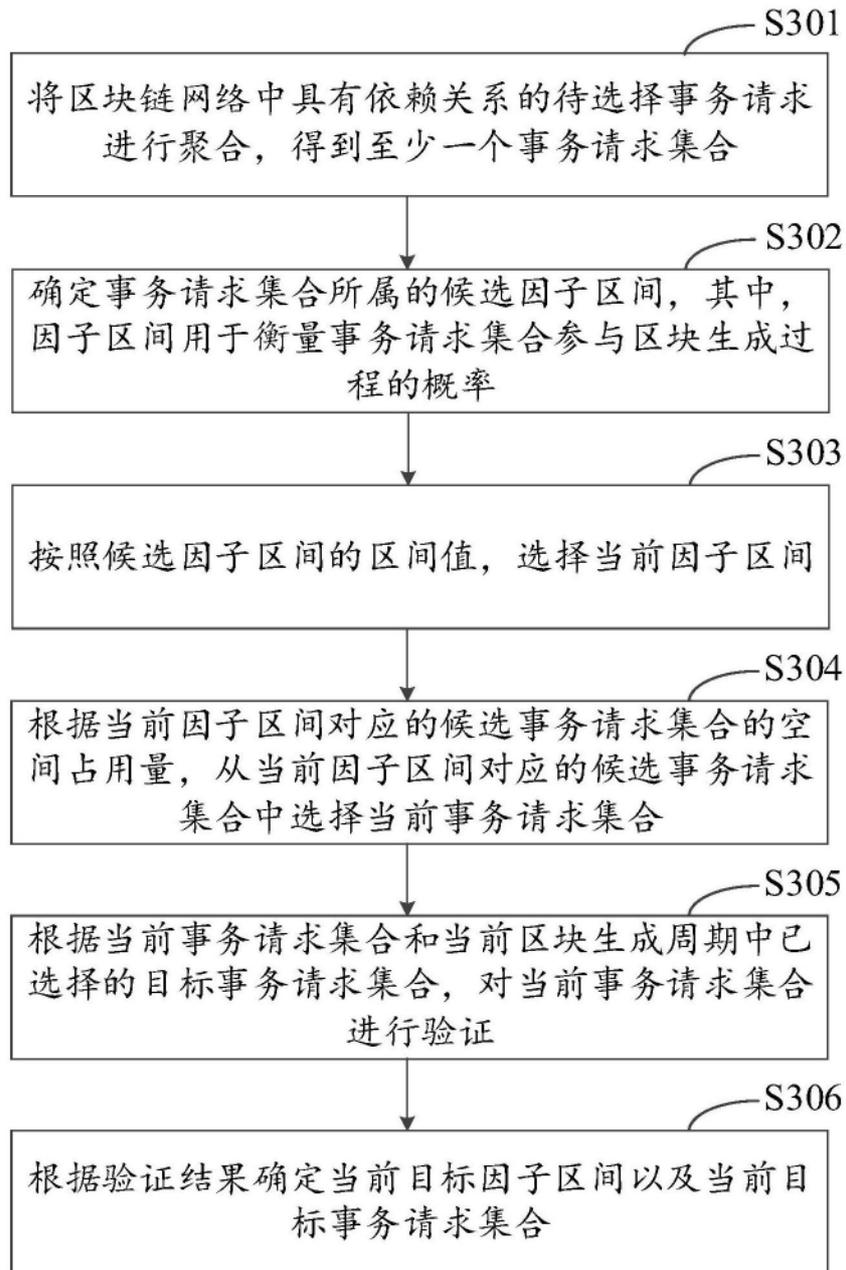 S301
将区块链网络中具有依赖关系的待选择事务请求
进行聚合，得到至少一个事务请求集合
S302
确定事务请求集合所属的候选因子区间，其中，
因子区间用于衡量事务请求集合参与区块生成过
程的概率
S303
按照候选因子区间的区间值，选择当前因子区间
S304
根据当前因子区间对应的候选事务请求集合的空
间占用量，从当前因子区间对应的候选事务请求
集合中选择当前事务请求集合
S305
根据当前事务请求集合和当前区块生成周期中已
选择的目标事务请求集合，对当前事务请求集合
进行验证
S306
根据验证结果确定当前目标因子区间以及当前目
标事务请求集合